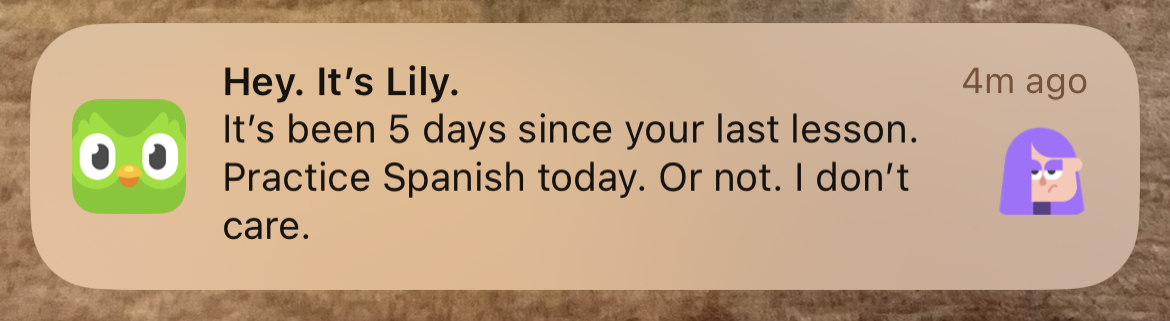 Hey. It’s Lily.
4m ago
It’s been 5 days since your last lesson.
Practice Spanish today. Or not. I don’t
care.